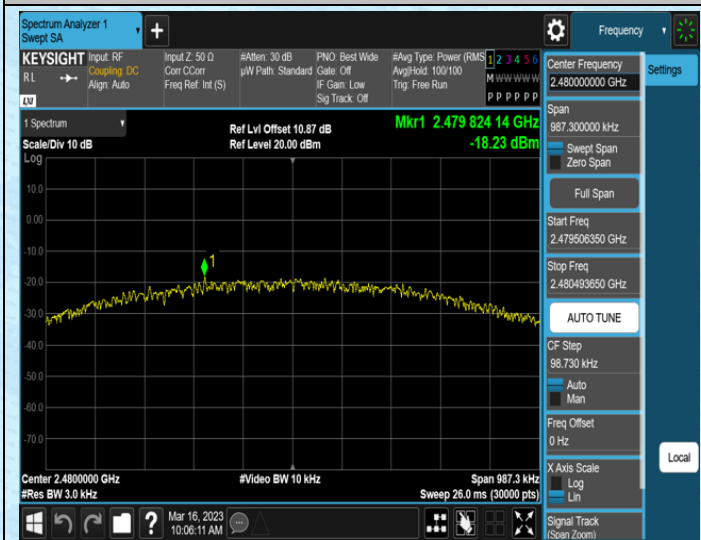 Spectrum Analyzer 1
Swept SA
Frequency
KEYSIGHT
RL
LXI
Input: RF
Coupling: DC
Align: Auto
Input Z: 50 Ω
Corr CCorr
Freq Ref: Int (S)
#Atten: 30 dB
µW Path: Standard
PNO: Best Wide
Gate: Off
IF Gain: Low
Sig Track: Off
#Avg Type: Power (RMS
Avg|Hold: 100/100
Trig: Free Run
1 2 3 4 5 6
M W W W W W
P P P P P P
1 Spectrum
Scale/Div 10 dB
Log
Ref Lvl Offset 10.87 dB
Ref Level 20.00 dBm
Mkr1 2.479 824 14 GHz
-18.23 dBm
10.0
0.00
-10.0
-20.0
-30.0
-40.0
-50.0
-60.0
-70.0
1
Center 2.4800000 GHz
#Res BW 3.0 kHz
#Video BW 10 kHz
Span 987.3 kHz
Sweep 26.0 ms (30000 pts)
Mar 16, 2023
10:06:11 AM
Center Frequency
2.480000000 GHz
Span
987.300000 kHz
Swept Span
Zero Span
Full Span
Start Freq
2.479506350 GHz
Stop Freq
2.480493650 GHz
AUTO TUNE
CF Step
98.730 kHz
Auto
Man
Freq Offset
0 Hz
X Axis Scale
Log
Lin
Signal Track
(Span Zoom)
Settings
Local